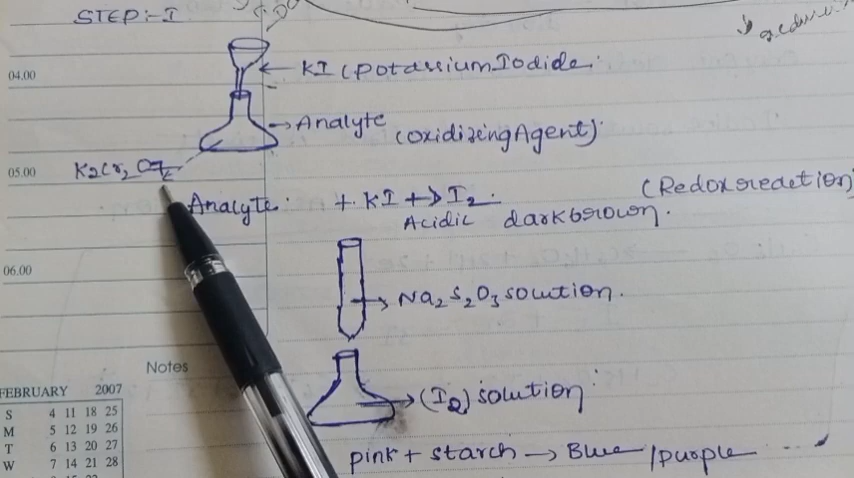 STEP:-I
04.00
KI (Potassium Iodide.
Analyte
(oxidizing Agent)
05.00
K2Cr2O7
Analyte. + KI → I2. (Redox reaction)
Acidic dark brown.
06.00
Na2S2O3 solution.
Notes
FEBRUARY 2007
(I2) solution
S 4 11 18 25
M 5 12 19 26
T 6 13 20 27
W 7 14 21 28
pink + starch → Blue / purple